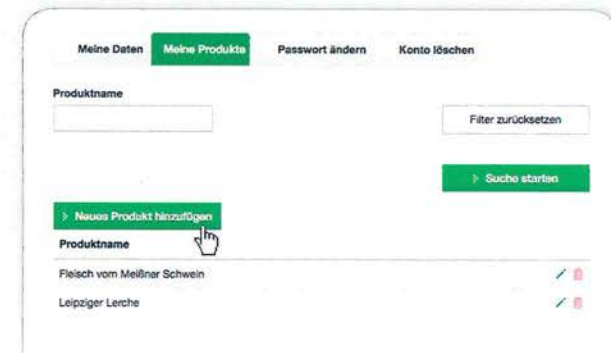 Meine Daten Meine Produkte Passwort ändern Konto löschen
Produktname
Filter zurücksetzen
Suche starten
Neues Produkt hinzufügen
Produktname
Fleisch vom Meißner Schwein
Leipziger Lerche